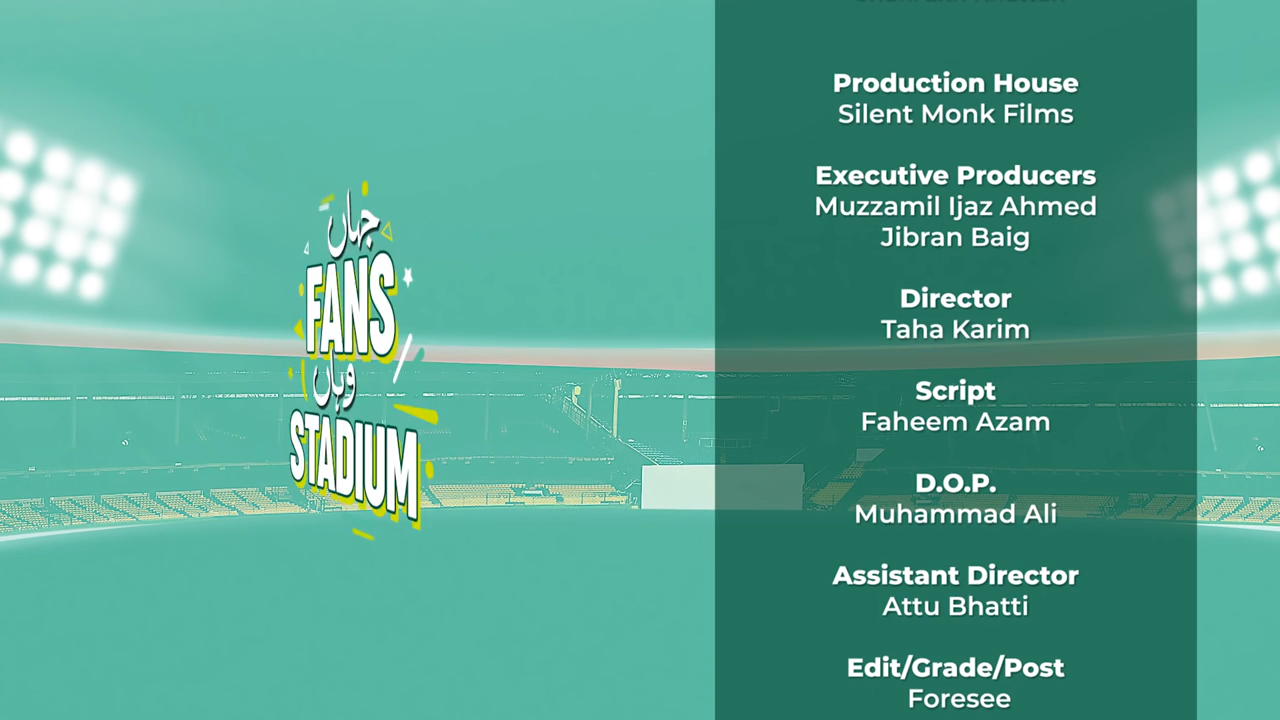 جہاں
FANS
وہاں
STADIUM
Production House
Silent Monk Films
Executive Producers
Muzzamil Ijaz Ahmed
Jibran Baig
Director
Taha Karim
Script
Faheem Azam
D.O.P.
Muhammad Ali
Assistant Director
Attu Bhatti
Edit/Grade/Post
Foresee